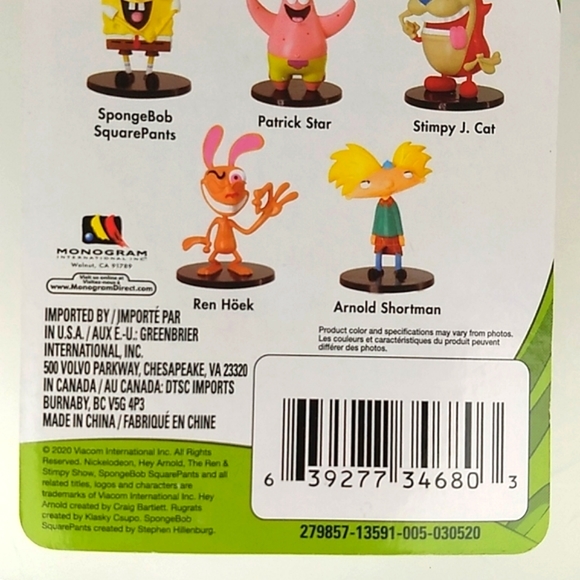 SpongeBob
SquarePants
Patrick Star
Stimpy J. Cat
Ren Höek
Arnold Shortman
MONOGRAM
INTERNATIONAL INC.
Walnut, CA 91789
Visit us online at
www.MonogramDirect.com
IMPORTED BY / IMPORTÉ PAR
IN U.S.A. / AUX É.-U.: GREENBRIER
INTERNATIONAL, INC.
500 VOLVO PARKWAY, CHESAPEAKE, VA 23320
IN CANADA / AU CANADA: DTSC IMPORTS
BURNABY, BC V5G 4P3
MADE IN CHINA / FABRIQUÉ EN CHINE
Product color and specifications may vary from photos.
Les couleurs et caractéristiques du produit peuvent
différer des photos.
© 2020 Viacom International Inc. All Rights
Reserved. Nickelodeon, Hey Arnold, The Ren &
Stimpy Show, SpongeBob SquarePants and all
related titles, logos and characters are
trademarks of Viacom International Inc. Hey
Arnold created by Craig Bartlett. Rugrats
created by Klasky Csupo. SpongeBob
SquarePants created by Stephen Hillenburg.
6 39277 34680 3
279857-13591-005-030520